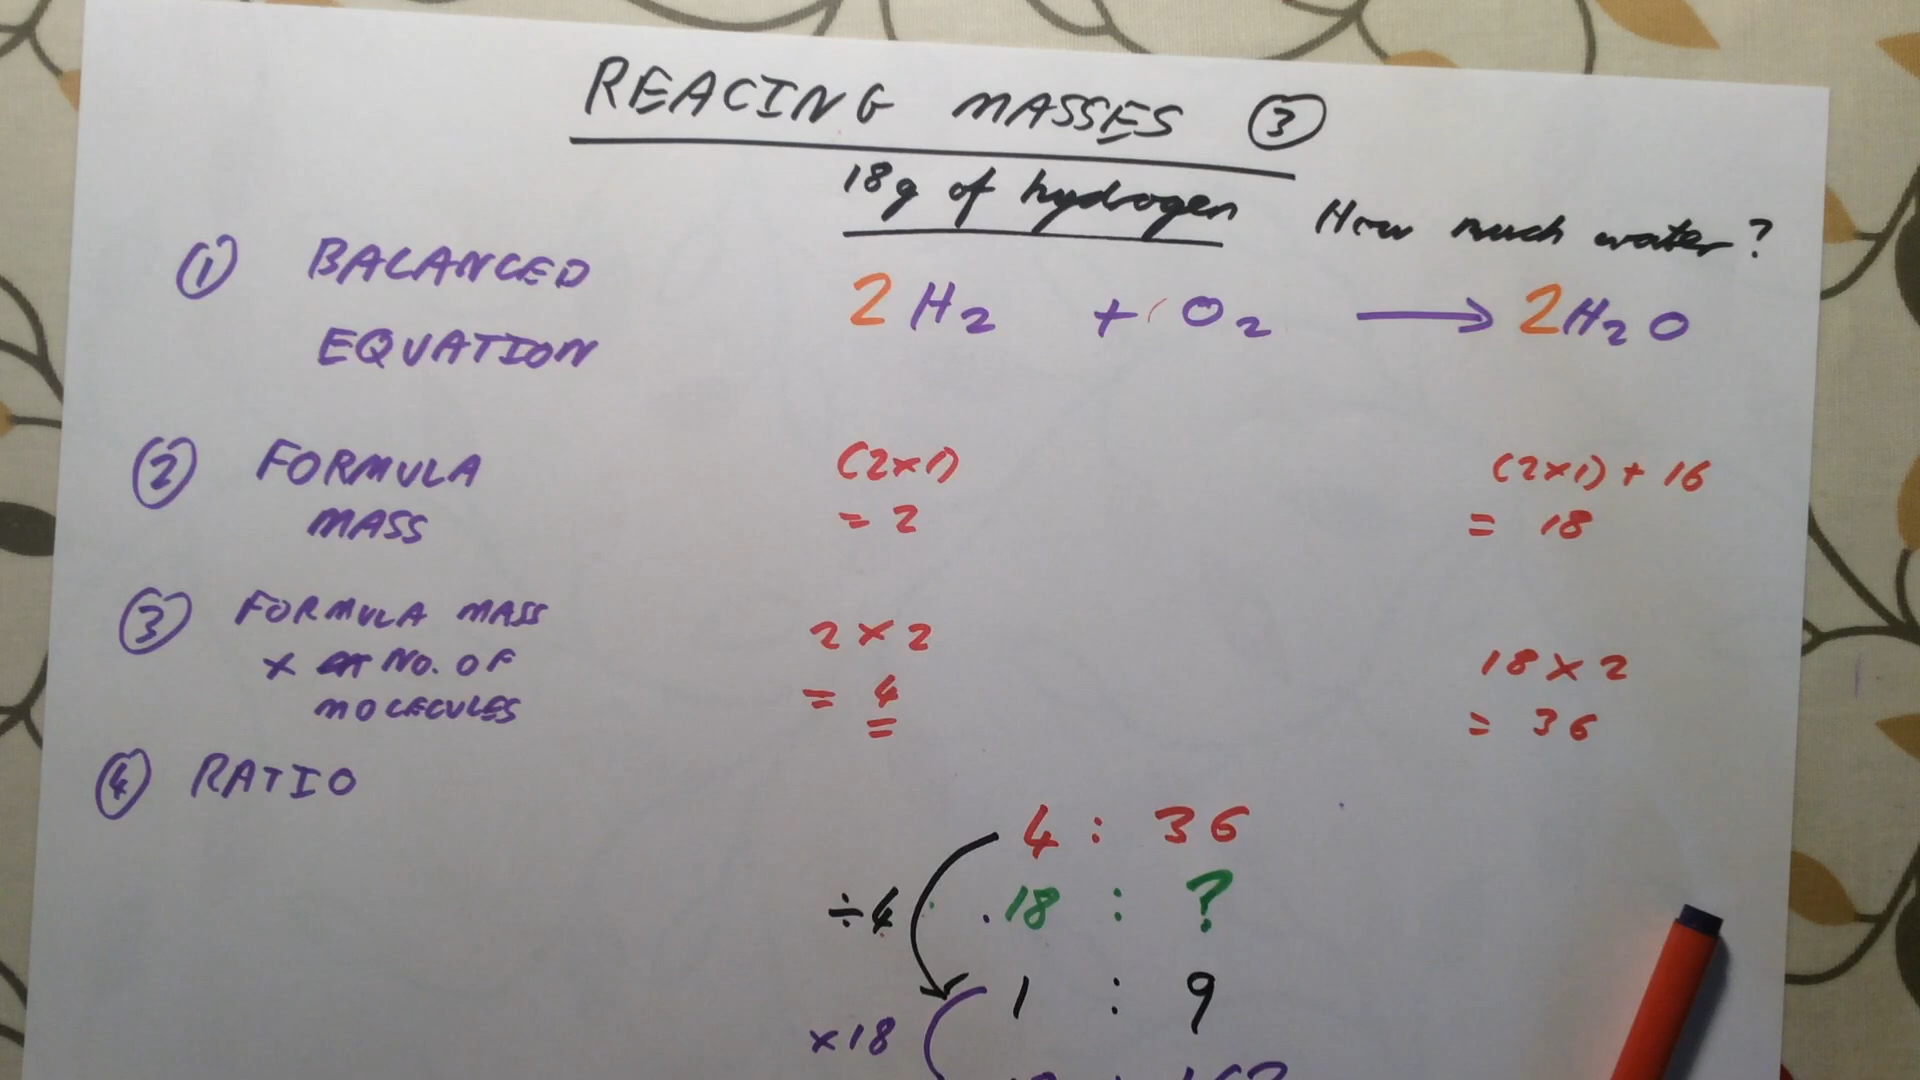 REACING MASSES ③
18g of hydrogen How much water?
① BALANCED
EQUATION
2H₂ + O₂ → 2H₂O
② FORMULA
MASS
(2×1)
= 2
(2×1) + 16
= 18
③ FORMULA MASS
× NO. OF
MOLECULES
2 × 2
= 4
18 × 2
= 36
④ RATIO
4 : 36
÷4
18 : ?
1 : 9
×18